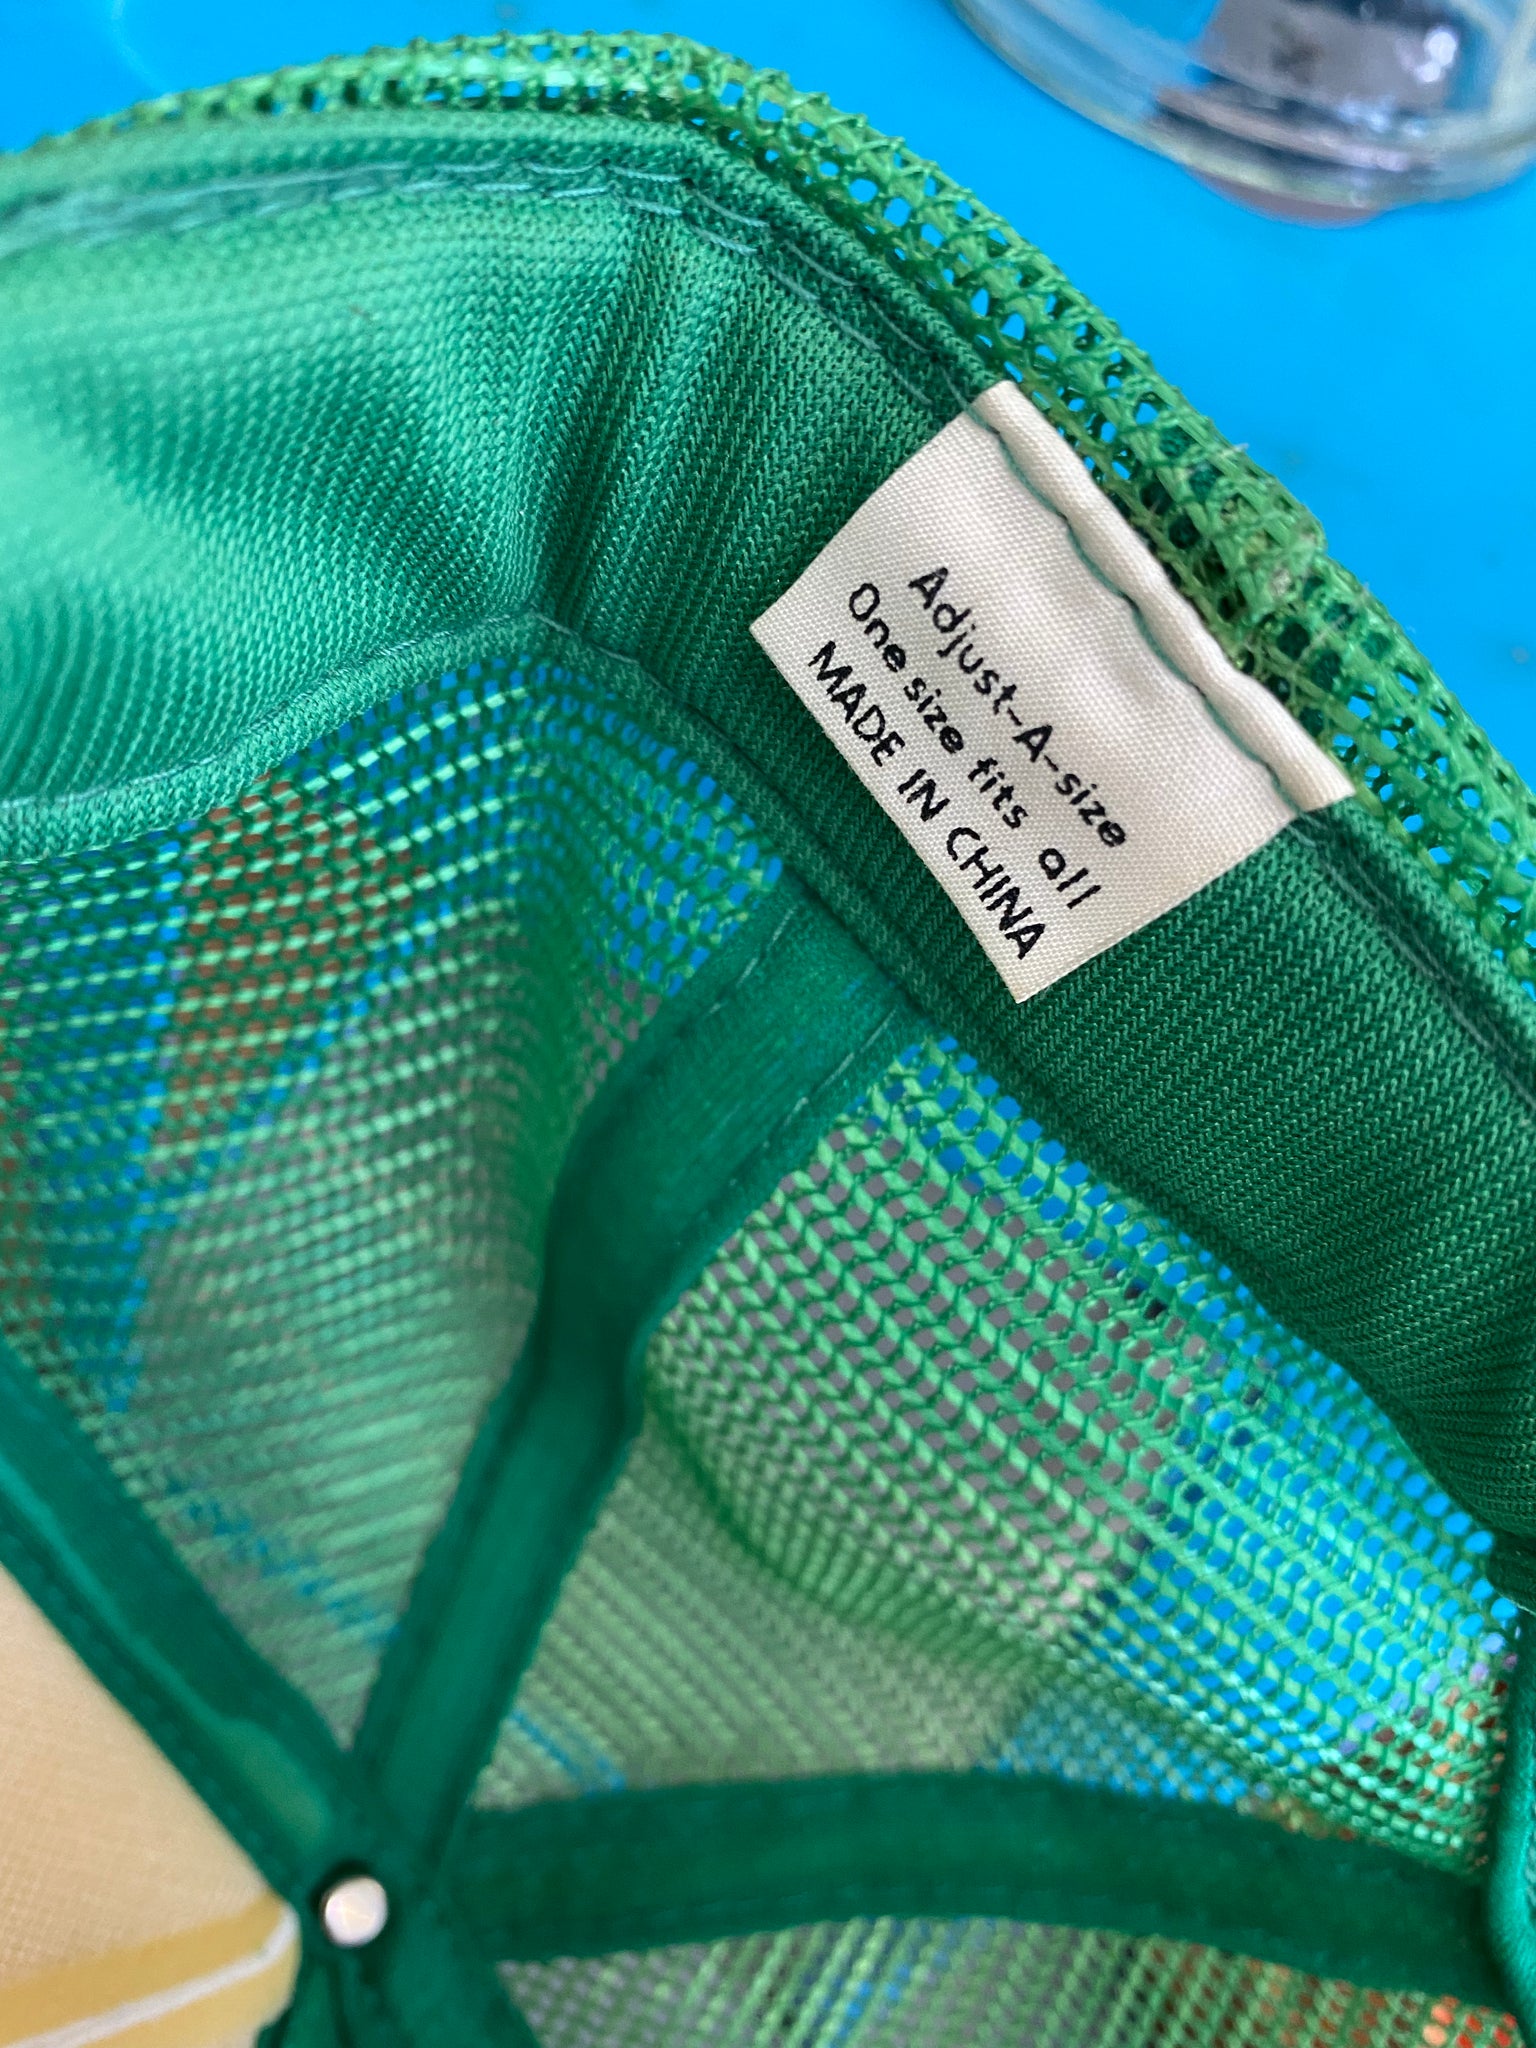 Adjust-A-size
One size fits all
MADE IN CHINA